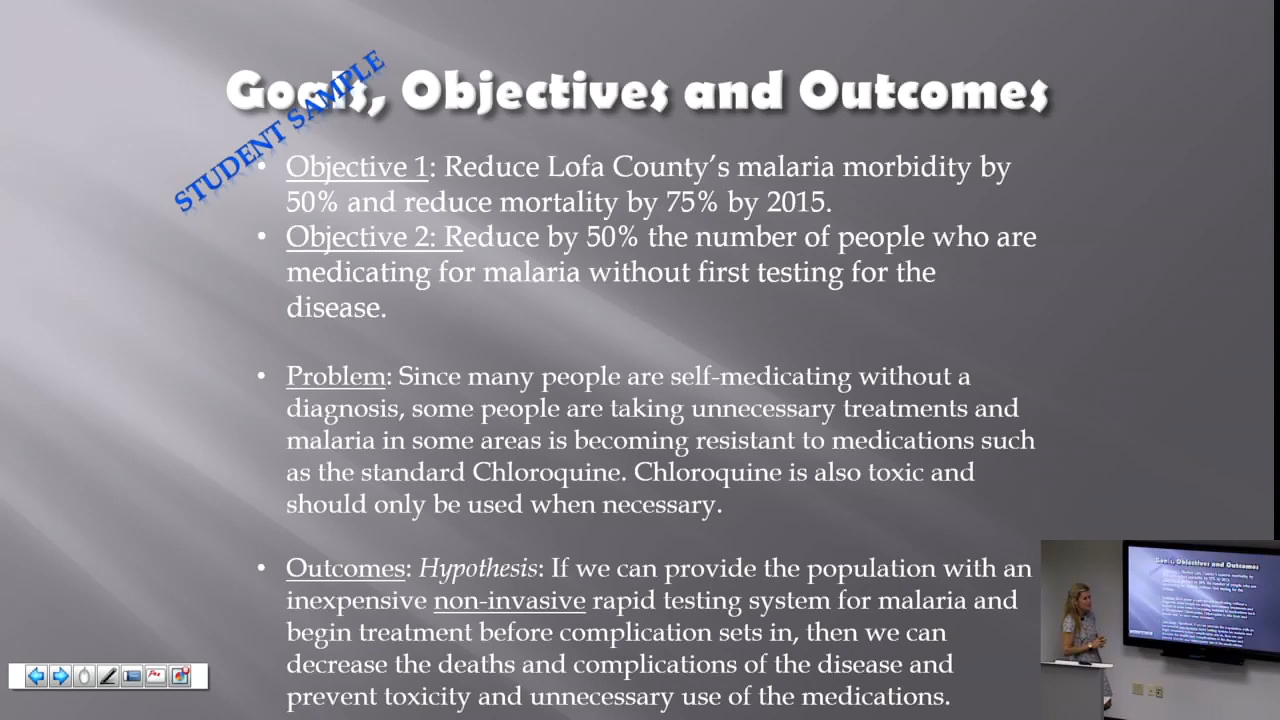 Goals, Objectives and Outcomes
STUDENT SAMPLE
• Objective 1: Reduce Lofa County's malaria morbidity by
50% and reduce mortality by 75% by 2015.
• Objective 2: Reduce by 50% the number of people who are
medicating for malaria without first testing for the
disease.
• Problem: Since many people are self-medicating without a
diagnosis, some people are taking unnecessary treatments and
malaria in some areas is becoming resistant to medications such
as the standard Chloroquine. Chloroquine is also toxic and
should only be used when necessary.
• Outcomes: Hypothesis: If we can provide the population with an
inexpensive non-invasive rapid testing system for malaria and
begin treatment before complication sets in, then we can
decrease the deaths and complications of the disease and
prevent toxicity and unnecessary use of the medications.
Goals, Objectives and Outcomes